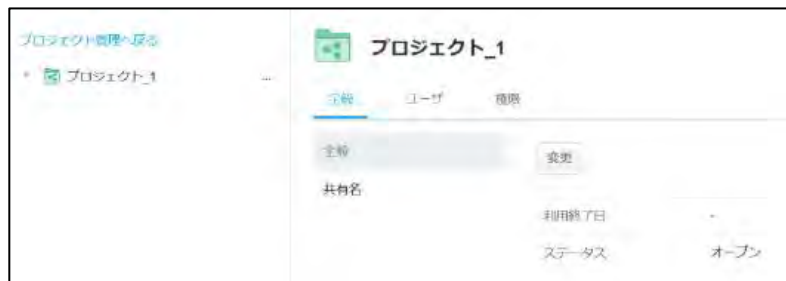 プロジェクト管理へ戻る
プロジェクト_1
...
プロジェクト_1
全般
ユーザ
権限
全般
変更
共有名
利用終了日
-
ステータス
オープン